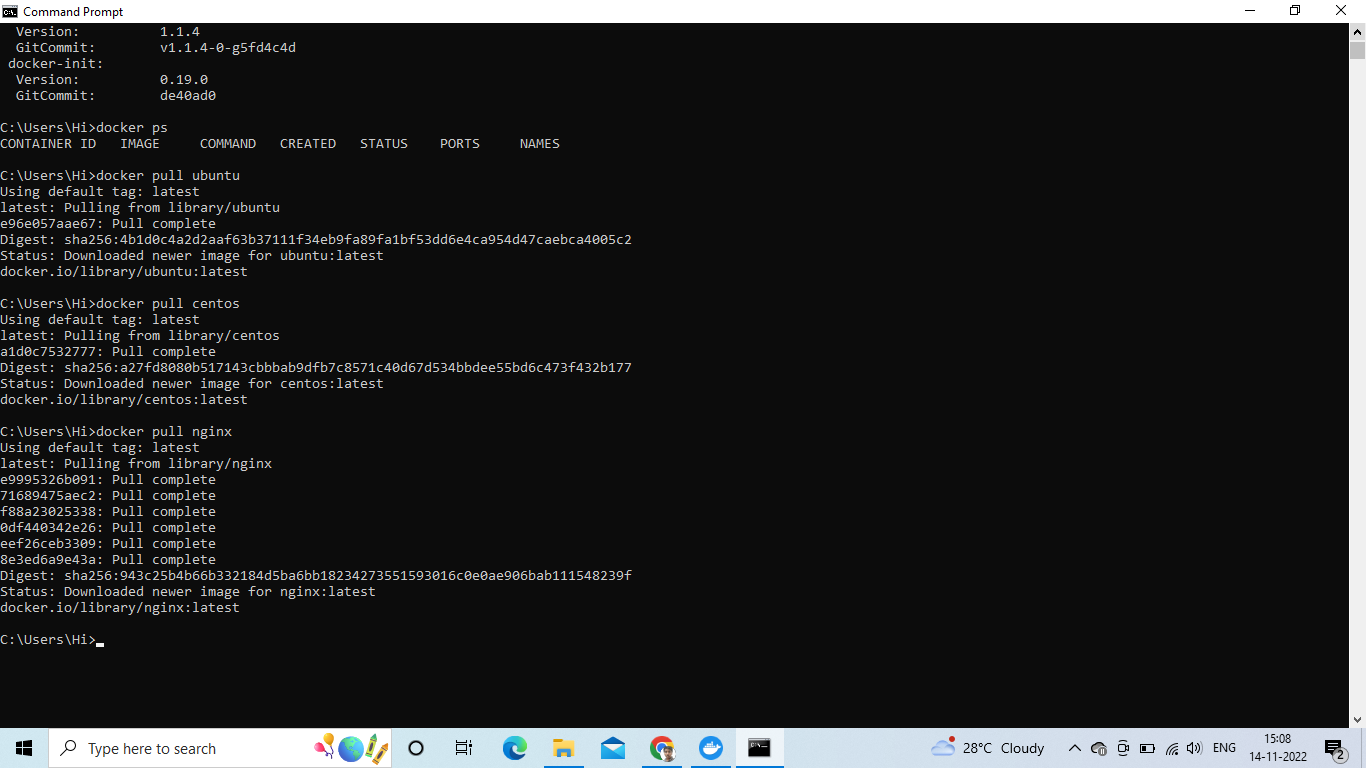 Command Prompt
Version: 1.1.4
GitCommit: v1.1.4-0-g5fd4c4d
docker-init:
Version: 0.19.0
GitCommit: de40ad0
C:\Users\Hi>docker ps
CONTAINER ID IMAGE COMMAND CREATED STATUS PORTS NAMES
C:\Users\Hi>docker pull ubuntu
Using default tag: latest
latest: Pulling from library/ubuntu
e96e057aae67: Pull complete
Digest: sha256:4b1d0c4a2d2aaf63b37111f34eb9fa89fa1bf53dd6e4ca954d47caebca4005c2
Status: Downloaded newer image for ubuntu:latest
docker.io/library/ubuntu:latest
C:\Users\Hi>docker pull centos
Using default tag: latest
latest: Pulling from library/centos
a1d0c7532777: Pull complete
Digest: sha256:a27fd8080b517143cbbbab9dfb7c8571c40d67d534bbdee55bd6c473f432b177
Status: Downloaded newer image for centos:latest
docker.io/library/centos:latest
C:\Users\Hi>docker pull nginx
Using default tag: latest
latest: Pulling from library/nginx
e9995326b091: Pull complete
71689475aec2: Pull complete
f88a23025338: Pull complete
0df440342e26: Pull complete
eef26ceb3309: Pull complete
8e3ed6a9e43a: Pull complete
Digest: sha256:943c25b4b66b332184d5ba6bb18234273551593016c0e0ae906bab111548239f
Status: Downloaded newer image for nginx:latest
docker.io/library/nginx:latest
C:\Users\Hi>
Type here to search
28°C Cloudy
ENG
15:08
14-11-2022
2